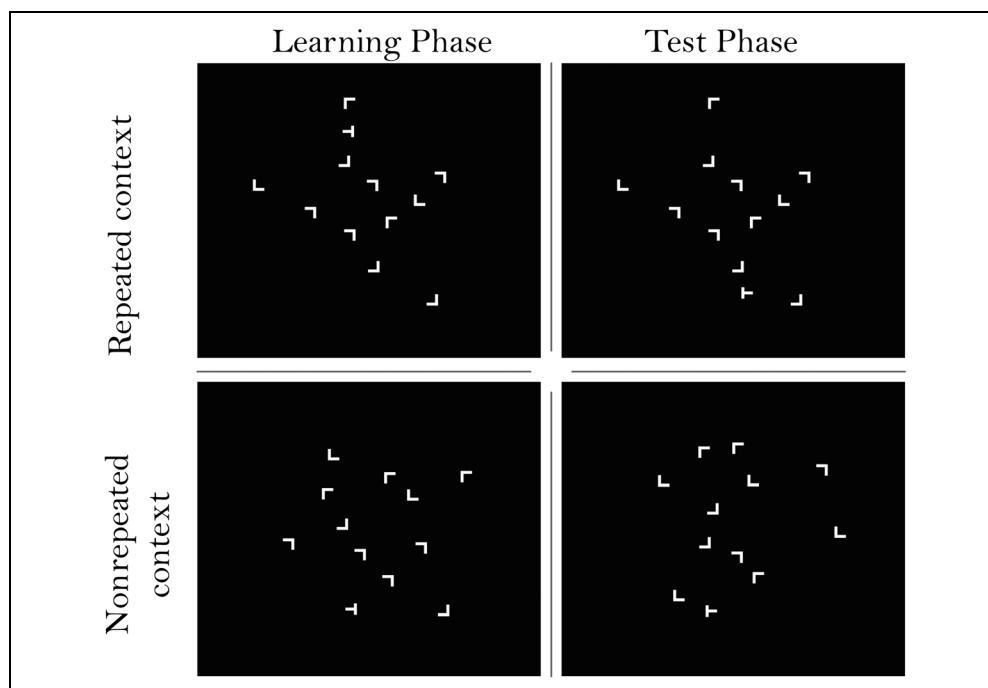 Learning Phase
Test Phase
Repeated context
Nonrepeated
context